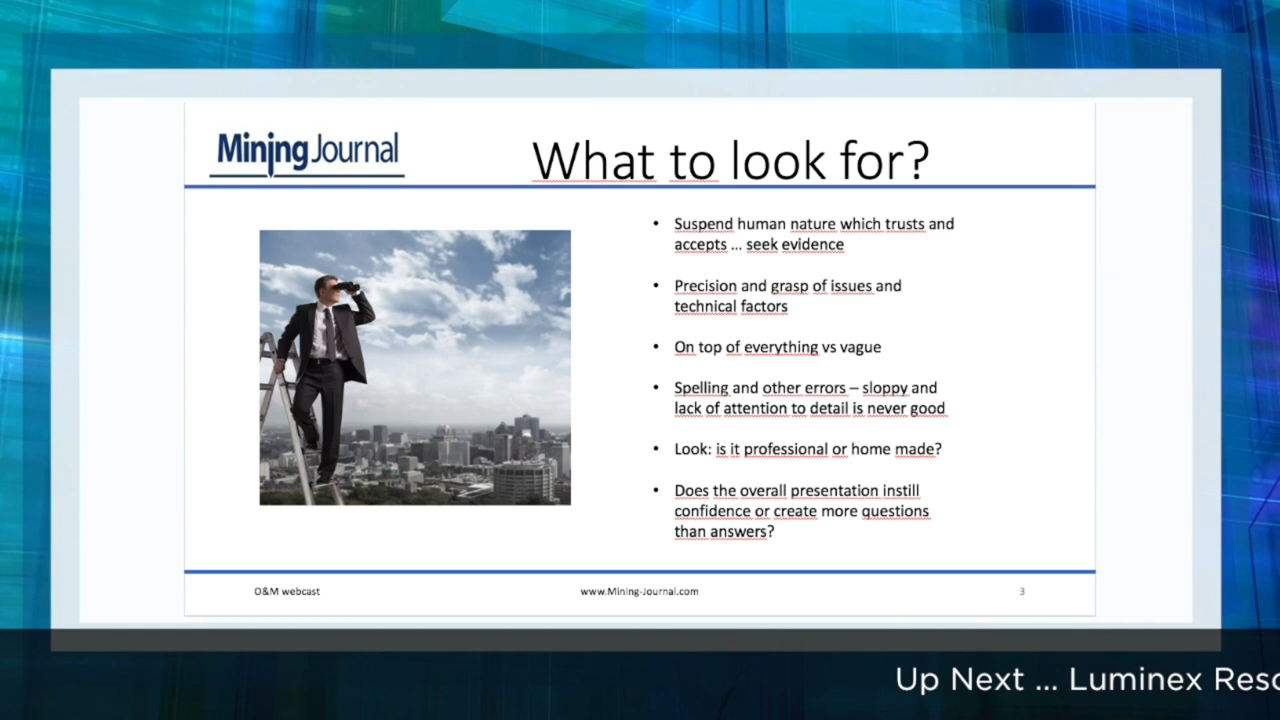 Mining Journal
What to look for?
• Suspend human nature which trusts and
accepts ... seek evidence
• Precision and grasp of issues and
technical factors
• On top of everything vs vague
• Spelling and other errors – sloppy and
lack of attention to detail is never good
• Look: is it professional or home made?
• Does the overall presentation instill
confidence or create more questions
than answers?
O&M webcast
www.Mining-Journal.com
3
Up Next ... Luminex